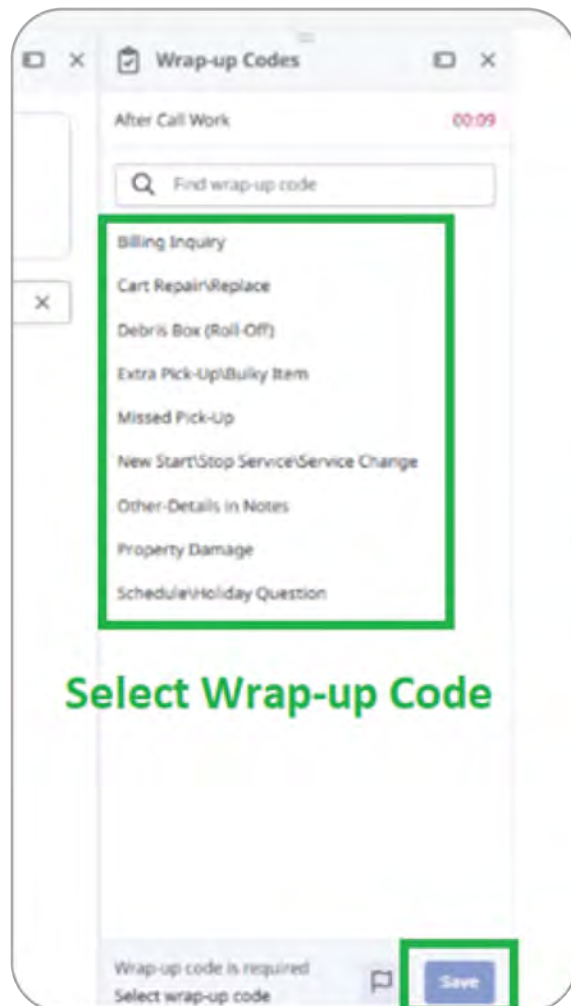 Wrap-up Codes
After Call Work 00:09
Find wrap-up code
Billing Inquiry
Cart Repair\Replace
Debris Box (Roll-Off)
Extra Pick-Up\Bulky Item
Missed Pick-Up
New Start\Stop Service\Service Change
Other-Details in Notes
Property Damage
Schedule\Holiday Question
Select Wrap-up Code
Wrap-up code is required
Select wrap-up code
Save